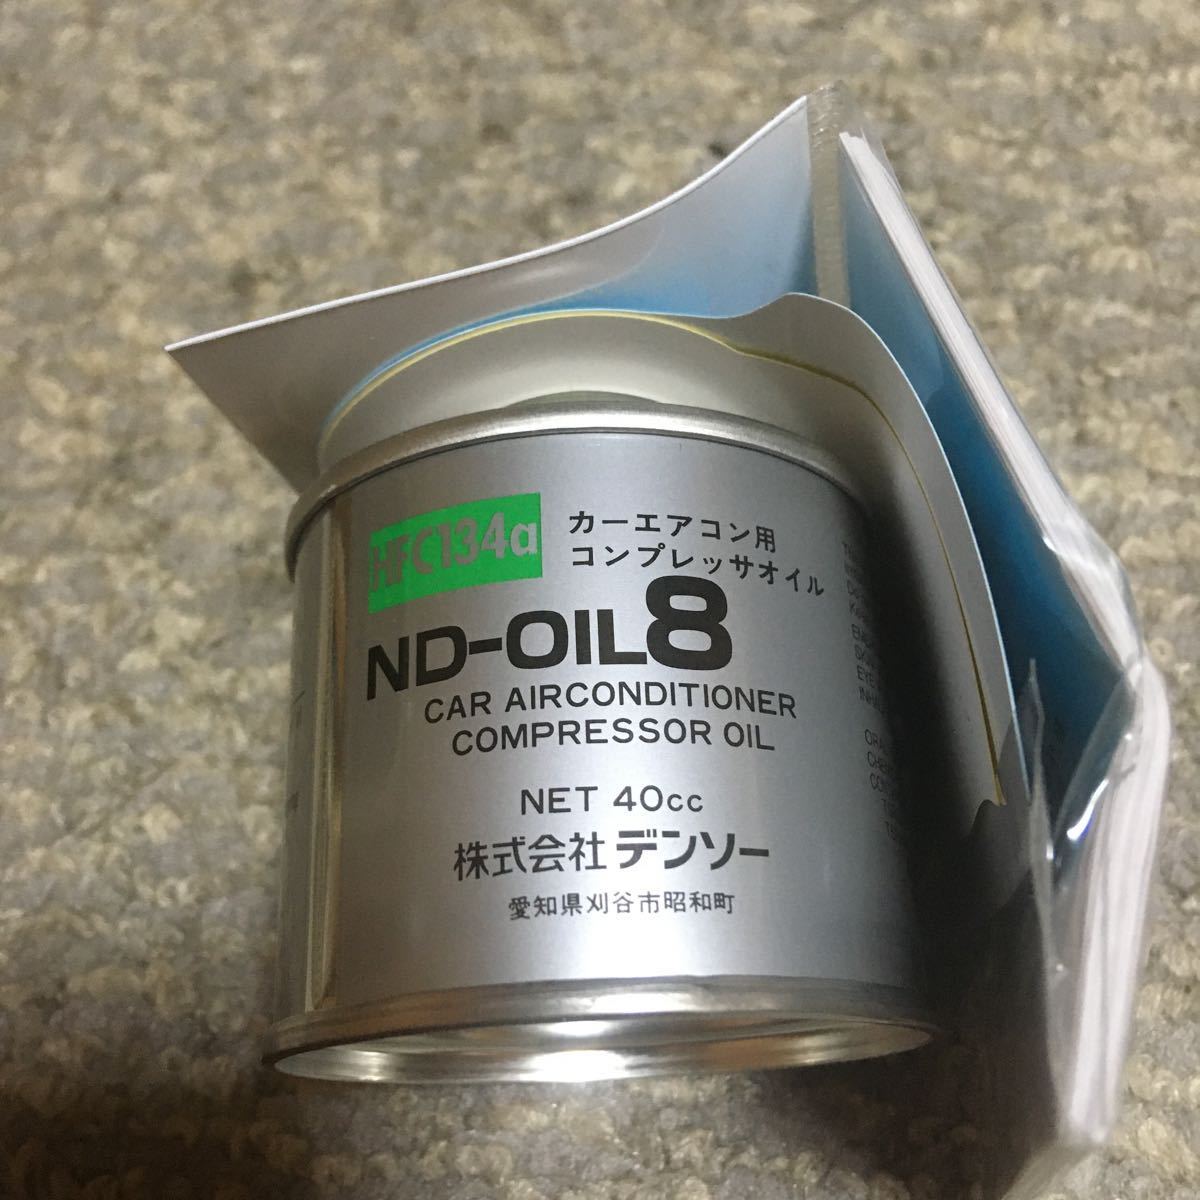 HFC134a
カーエアコン用
コンプレッサオイル
ND-OIL8
CAR AIRCONDITIONER
COMPRESSOR OIL
NET 40cc
株式会社 デンソー
愛知県刈谷市昭和町